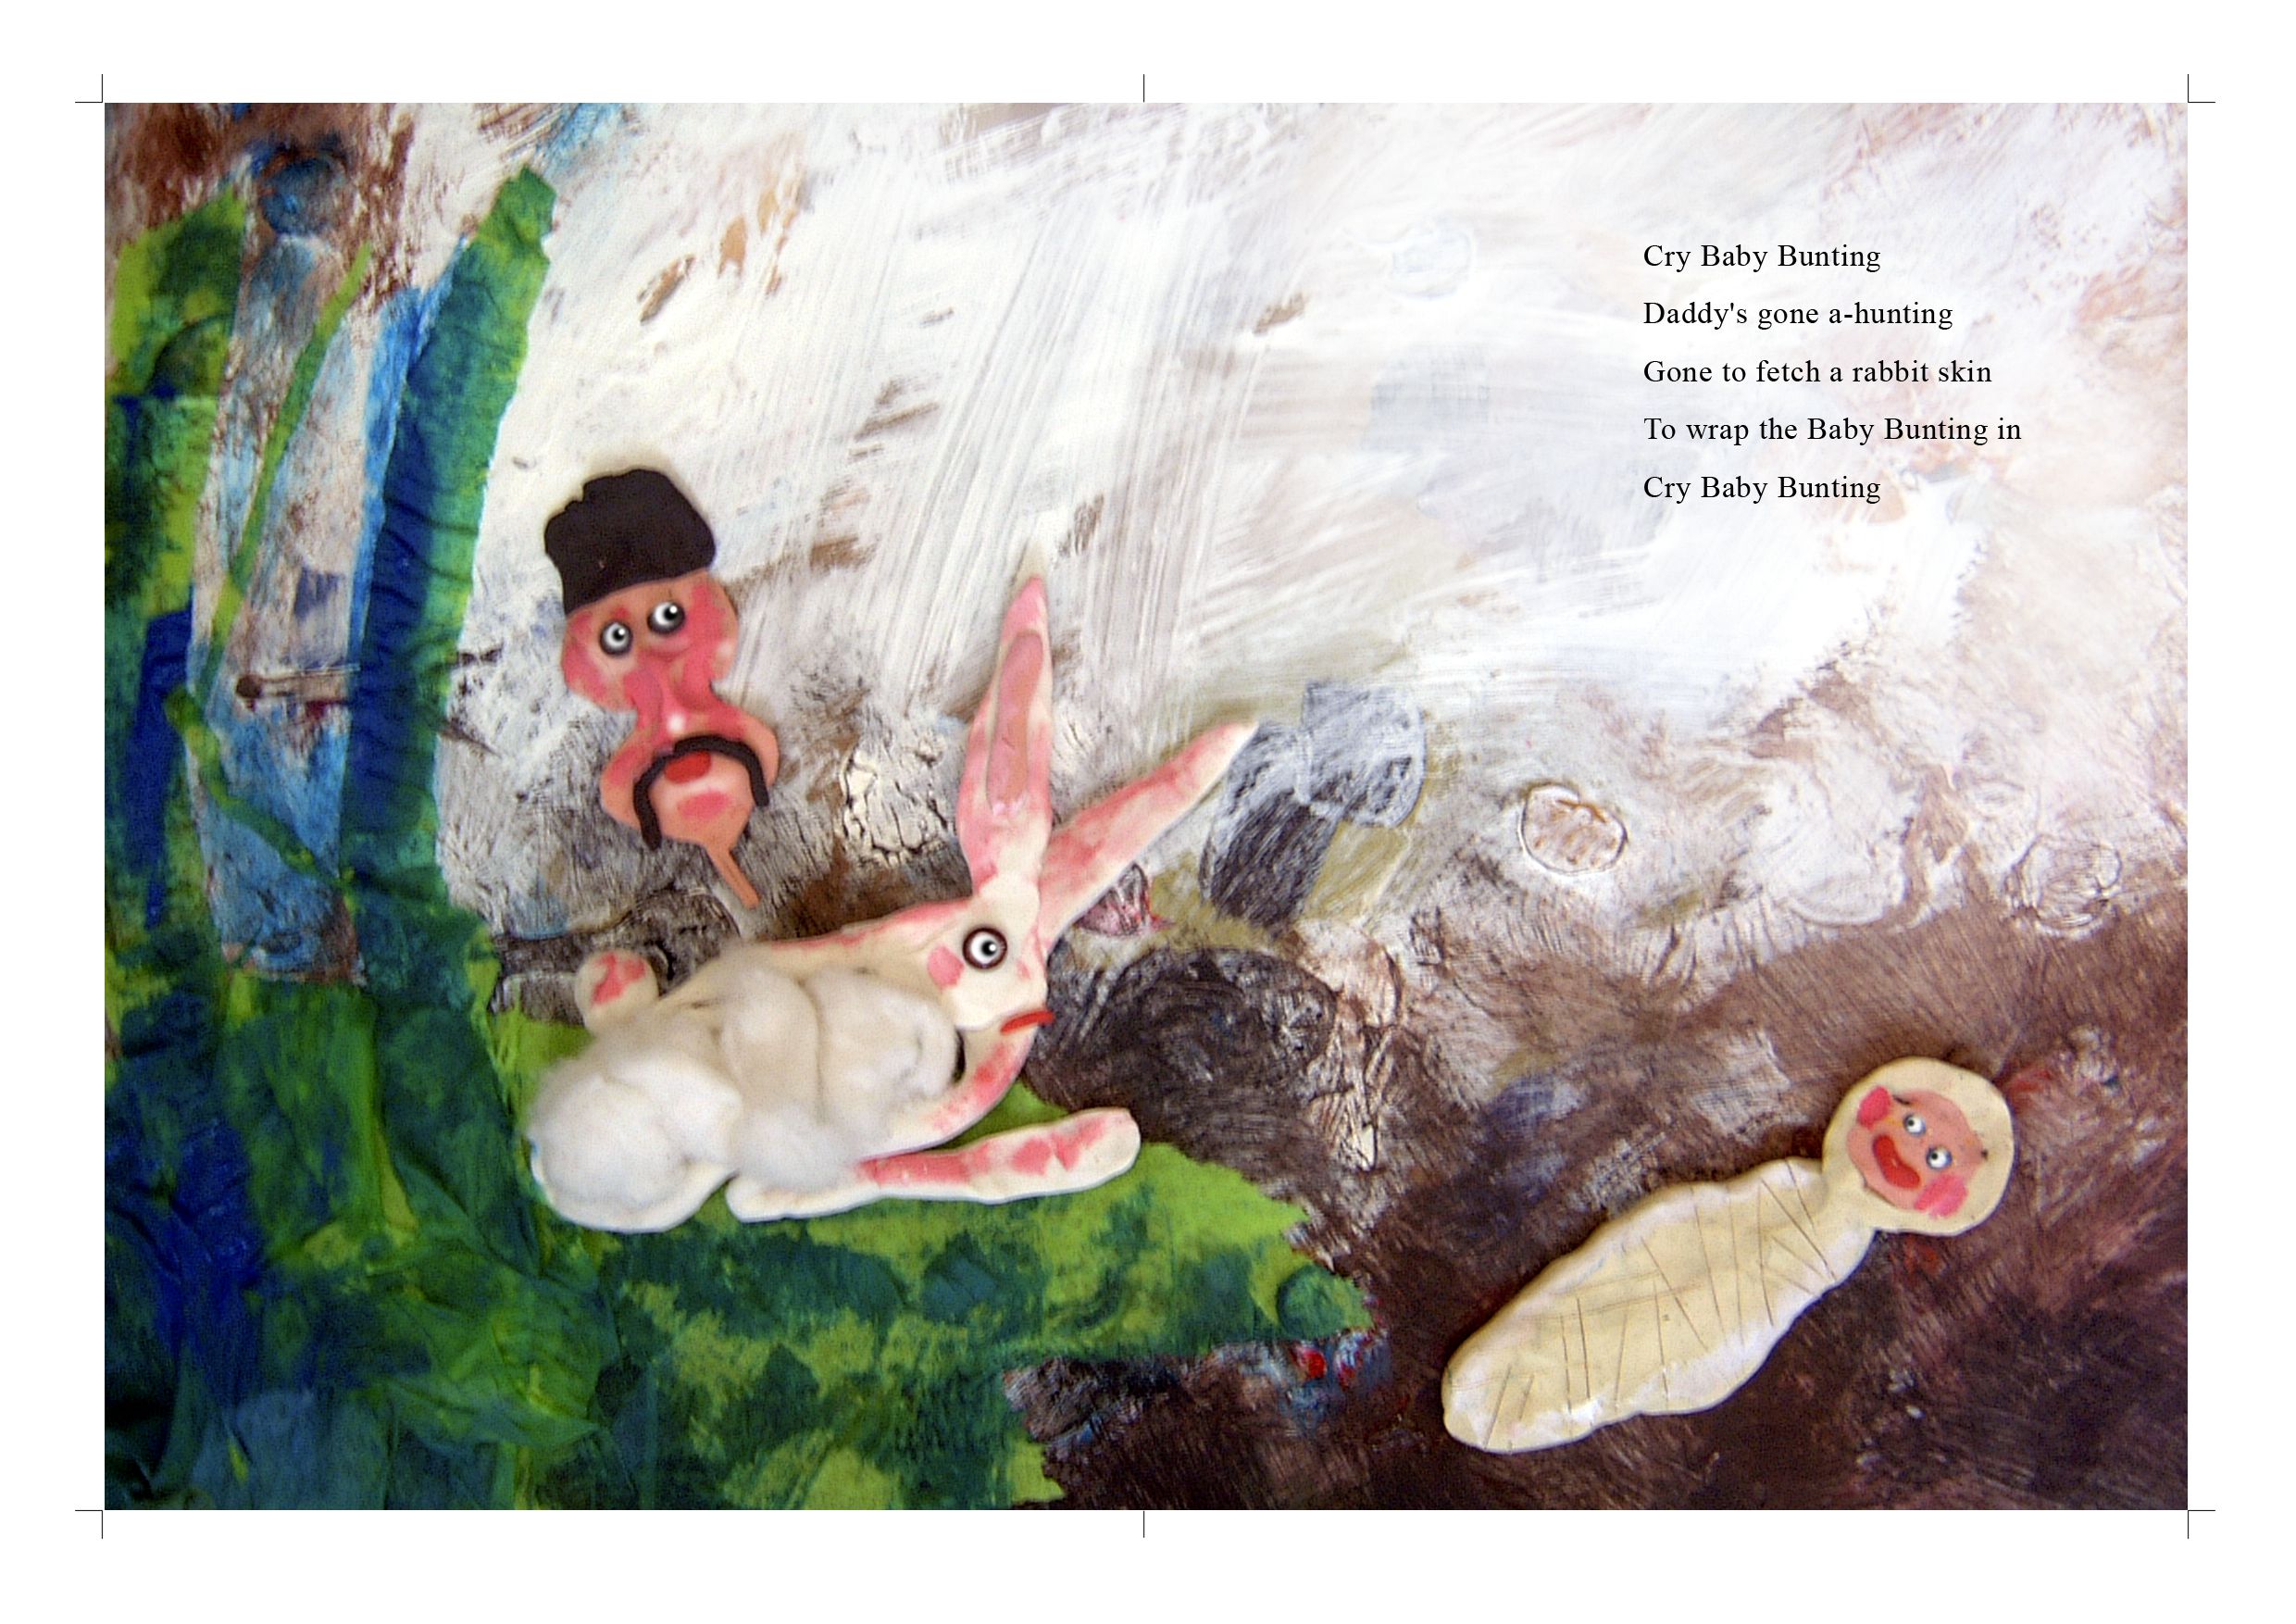 Cry Baby Bunting
Daddy's gone a-hunting
Gone to fetch a rabbit skin
To wrap the Baby Bunting in
Cry Baby Bunting